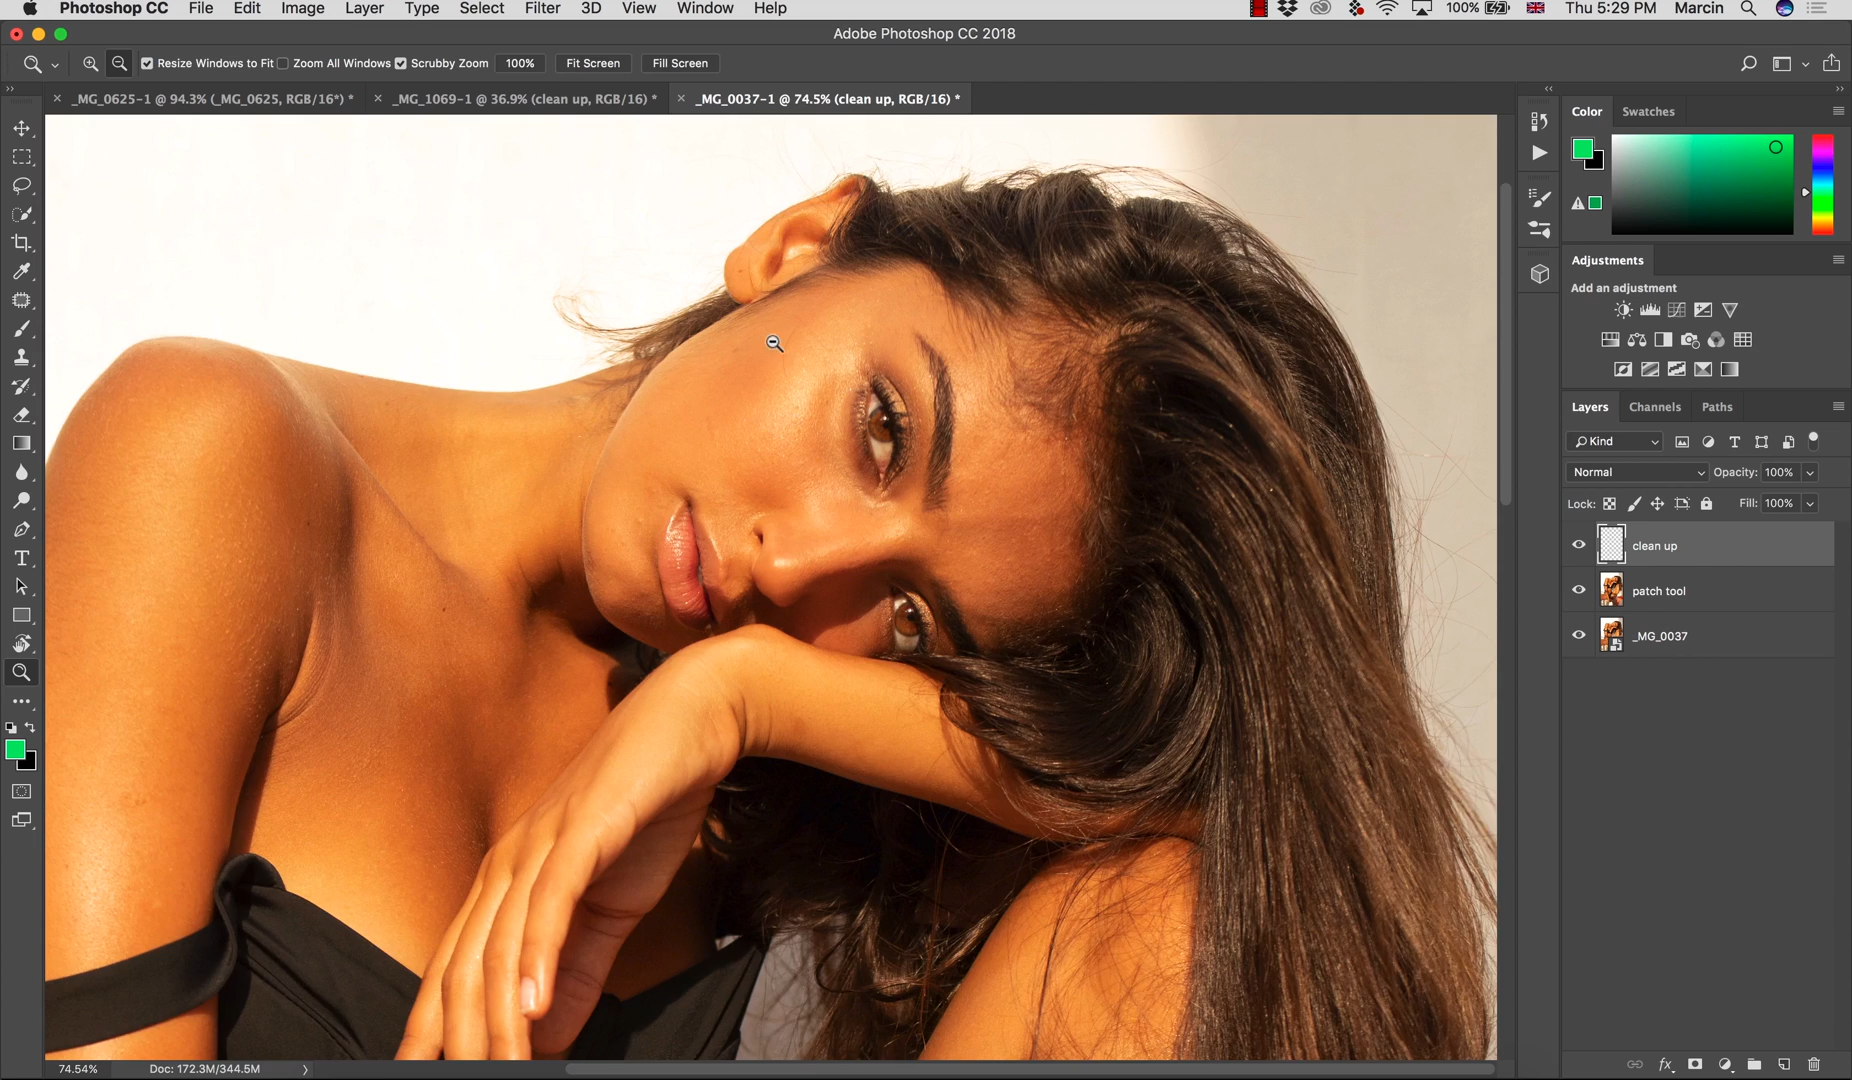 Photoshop CC File Edit Image Layer Type Select Filter 3D View Window Help 100% Thu 5:29 PM Marcin
Adobe Photoshop CC 2018
Resize Windows to Fit Zoom All Windows Scrubby Zoom 100% Fit Screen Fill Screen
_MG_0625-1 @ 94.3% (_MG_0625, RGB/16*) * _MG_1069-1 @ 36.9% (clean up, RGB/16) * _MG_0037-1 @ 74.5% (clean up, RGB/16) *
Color Swatches
Adjustments
Add an adjustment
Layers Channels Paths
Kind
Normal Opacity: 100%
Lock: Fill: 100%
clean up
patch tool
_MG_0037
74.54% Doc: 172.3M/344.5M